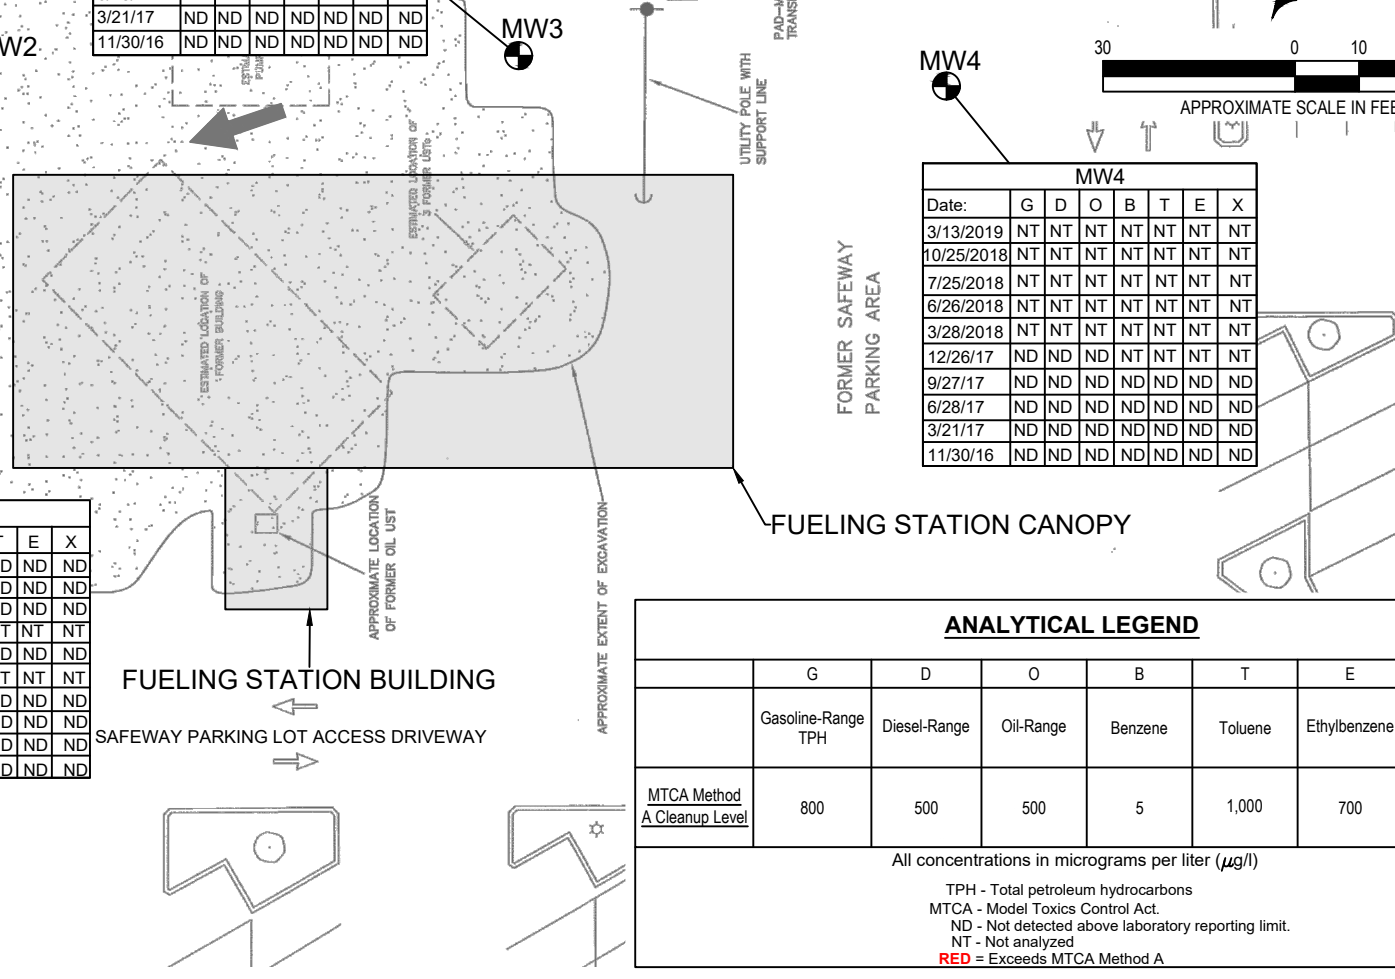 3/21/17 ND ND ND ND ND ND ND
11/30/16 ND ND ND ND ND ND ND
W2
MW3
MW4
30 0 10
APPROXIMATE SCALE IN FEE
PAD-M
TRANSF
UTILITY POLE WITH
SUPPORT LINE
ESTIMATED LOCATION OF
3 FORMER USTs
ESTIMATED LOCATION OF
FORMER BUILDING
FORMER SAFEWAY
PARKING AREA
MW4
Date: G D O B T E X
3/13/2019 NT NT NT NT NT NT NT
10/25/2018 NT NT NT NT NT NT NT
7/25/2018 NT NT NT NT NT NT NT
6/26/2018 NT NT NT NT NT NT NT
3/28/2018 NT NT NT NT NT NT NT
12/26/17 ND ND ND NT NT NT NT
9/27/17 ND ND ND ND ND ND ND
6/28/17 ND ND ND ND ND ND ND
3/21/17 ND ND ND ND ND ND ND
11/30/16 ND ND ND ND ND ND ND
FUELING STATION CANOPY
APPROXIMATE LOCATION
OF FORMER OIL UST
APPROXIMATE EXTENT OF EXCAVATION
T E X
D ND ND
D ND ND
D ND ND
T NT NT
D ND ND
T NT NT
D ND ND
D ND ND
D ND ND
D ND ND
FUELING STATION BUILDING
SAFEWAY PARKING LOT ACCESS DRIVEWAY
ANALYTICAL LEGEND
G D O B T E
Gasoline-Range
TPH Diesel-Range Oil-Range Benzene Toluene Ethylbenzene
MTCA Method
A Cleanup Level 800 500 500 5 1,000 700
All concentrations in micrograms per liter (µg/l)
TPH - Total petroleum hydrocarbons
MTCA - Model Toxics Control Act.
ND - Not detected above laboratory reporting limit.
NT - Not analyzed
RED = Exceeds MTCA Method A